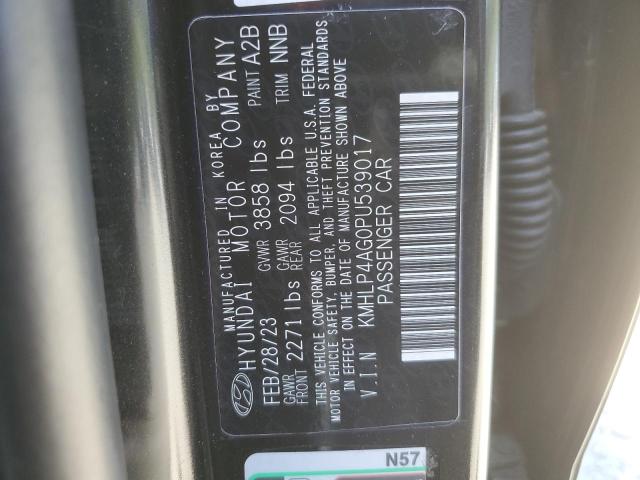 MANUFACTURED IN KOREA BY
HYUNDAI MOTOR COMPANY
FEB/28/23 GVWR 3858 lbs PAINT A2B
GAWR FRONT 2271lbs GAWR REAR 2094 lbs TRIM NNB
THIS VEHICLE CONFORMS TO ALL APPLICABLE U.S.A. FEDERAL
MOTOR VEHICLE SAFETY, BUMPER, AND THEFT PREVENTION STANDARDS
IN EFFECT ON THE DATE OF MANUFACTURE SHOWN ABOVE
V.I.N KMHLP4AG0PU539017
PASSENGER CAR
N57